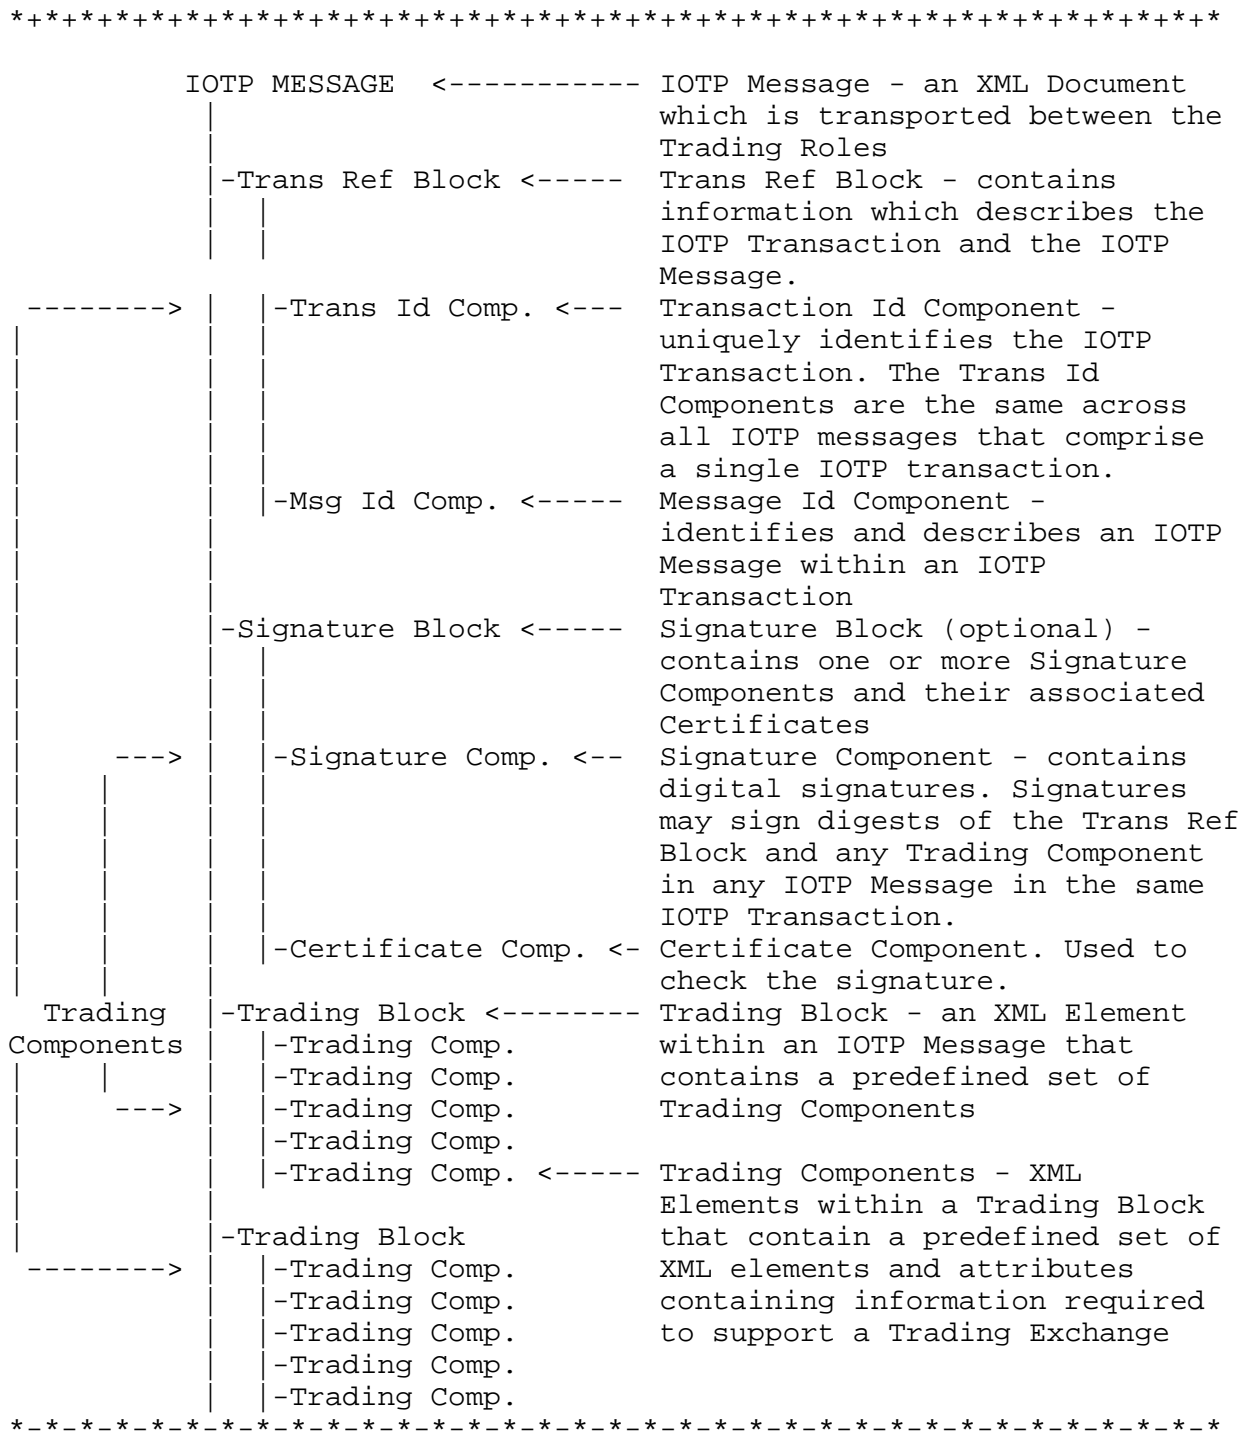 *+*+*+*+*+*+*+*+*+*+*+*+*+*+*+*+*+*+*+*+*+*+*+*+*+*+*+*+*+*+*+*+*+*+*
IOTP MESSAGE <----------- IOTP Message - an XML Document
| which is transported between the
| Trading Roles
|-Trans Ref Block <----- Trans Ref Block - contains
| | information which describes the
| | IOTP Transaction and the IOTP
Message.
--------> | |-Trans Id Comp. <--- Transaction Id Component -
| | | uniquely identifies the IOTP
| | | Transaction. The Trans Id
| | | Components are the same across
| | | all IOTP messages that comprise
| | | a single IOTP transaction.
| | |-Msg Id Comp. <----- Message Id Component -
| | identifies and describes an IOTP
| | Message within an IOTP
| | Transaction
| |-Signature Block <----- Signature Block (optional) -
| | | contains one or more Signature
| | | Components and their associated
| | | Certificates
| ---> | |-Signature Comp. <-- Signature Component - contains
| | | | digital signatures. Signatures
| | | | may sign digests of the Trans Ref
| | | | Block and any Trading Component
| | | | in any IOTP Message in the same
| | | | IOTP Transaction.
| | | |-Certificate Comp. <- Certificate Component. Used to
| | | check the signature.
Trading |-Trading Block <-------- Trading Block - an XML Element
Components | |-Trading Comp. within an IOTP Message that
| | | |-Trading Comp. contains a predefined set of
| ---> | |-Trading Comp. Trading Components
| | |-Trading Comp.
| | |-Trading Comp. <----- Trading Components - XML
| | Elements within a Trading Block
| |-Trading Block that contain a predefined set of
--------> | |-Trading Comp. XML elements and attributes
| |-Trading Comp. containing information required
| |-Trading Comp. to support a Trading Exchange
| |-Trading Comp.
| |-Trading Comp.
*-*-*-*-*-*-*-*-*-*-*-*-*-*-*-*-*-*-*-*-*-*-*-*-*-*-*-*-*-*-*-*-*-*-*